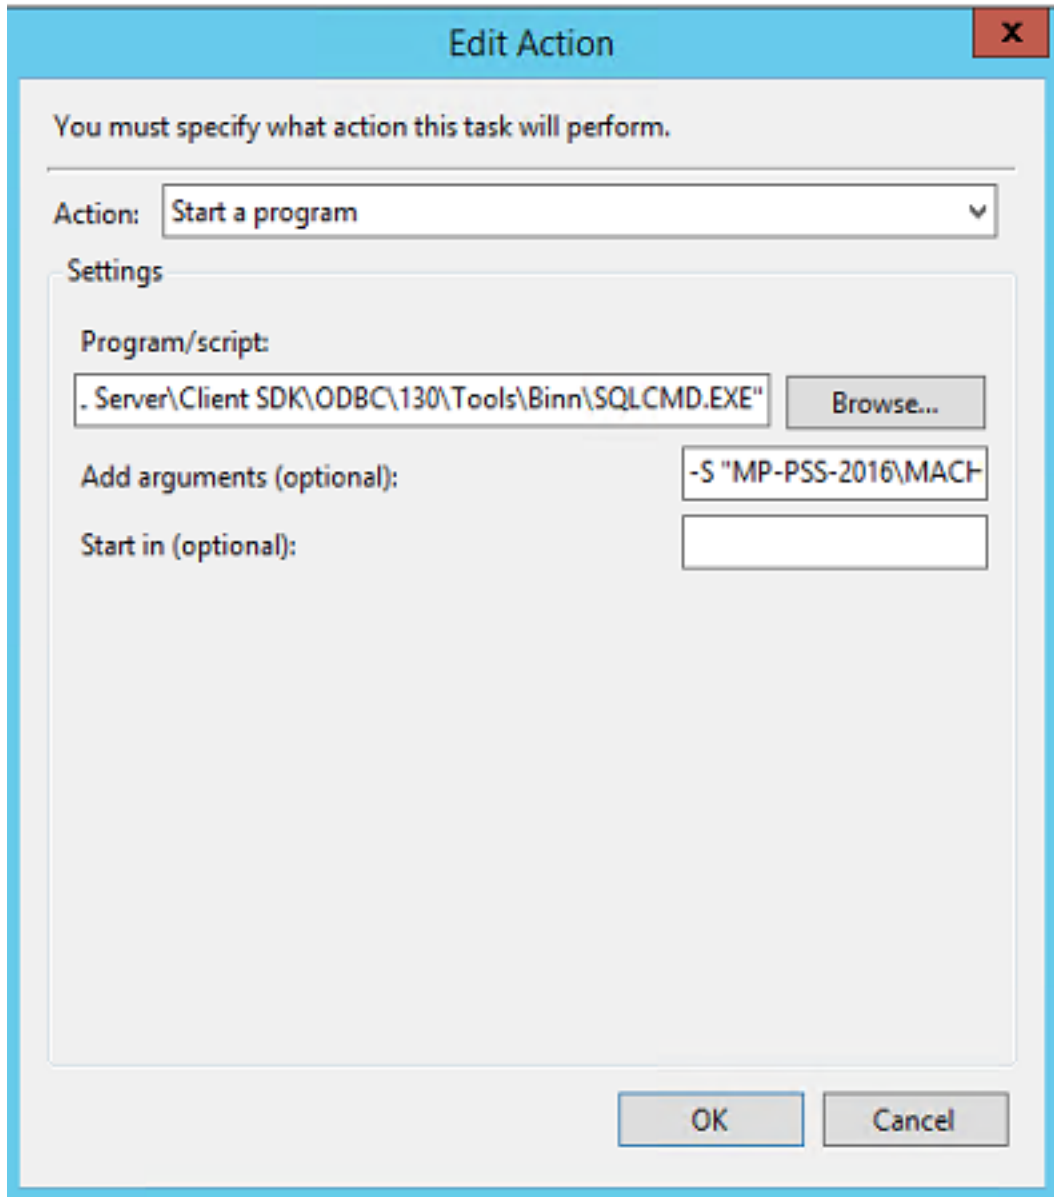 Edit Action
x
You must specify what action this task will perform.
Action: Start a program
Settings
Program/script:
. Server\Client SDK\ODBC\130\Tools\Binn\SQLCMD.EXE" Browse...
Add arguments (optional): -S "MP-PSS-2016\MACH
Start in (optional):
OK Cancel